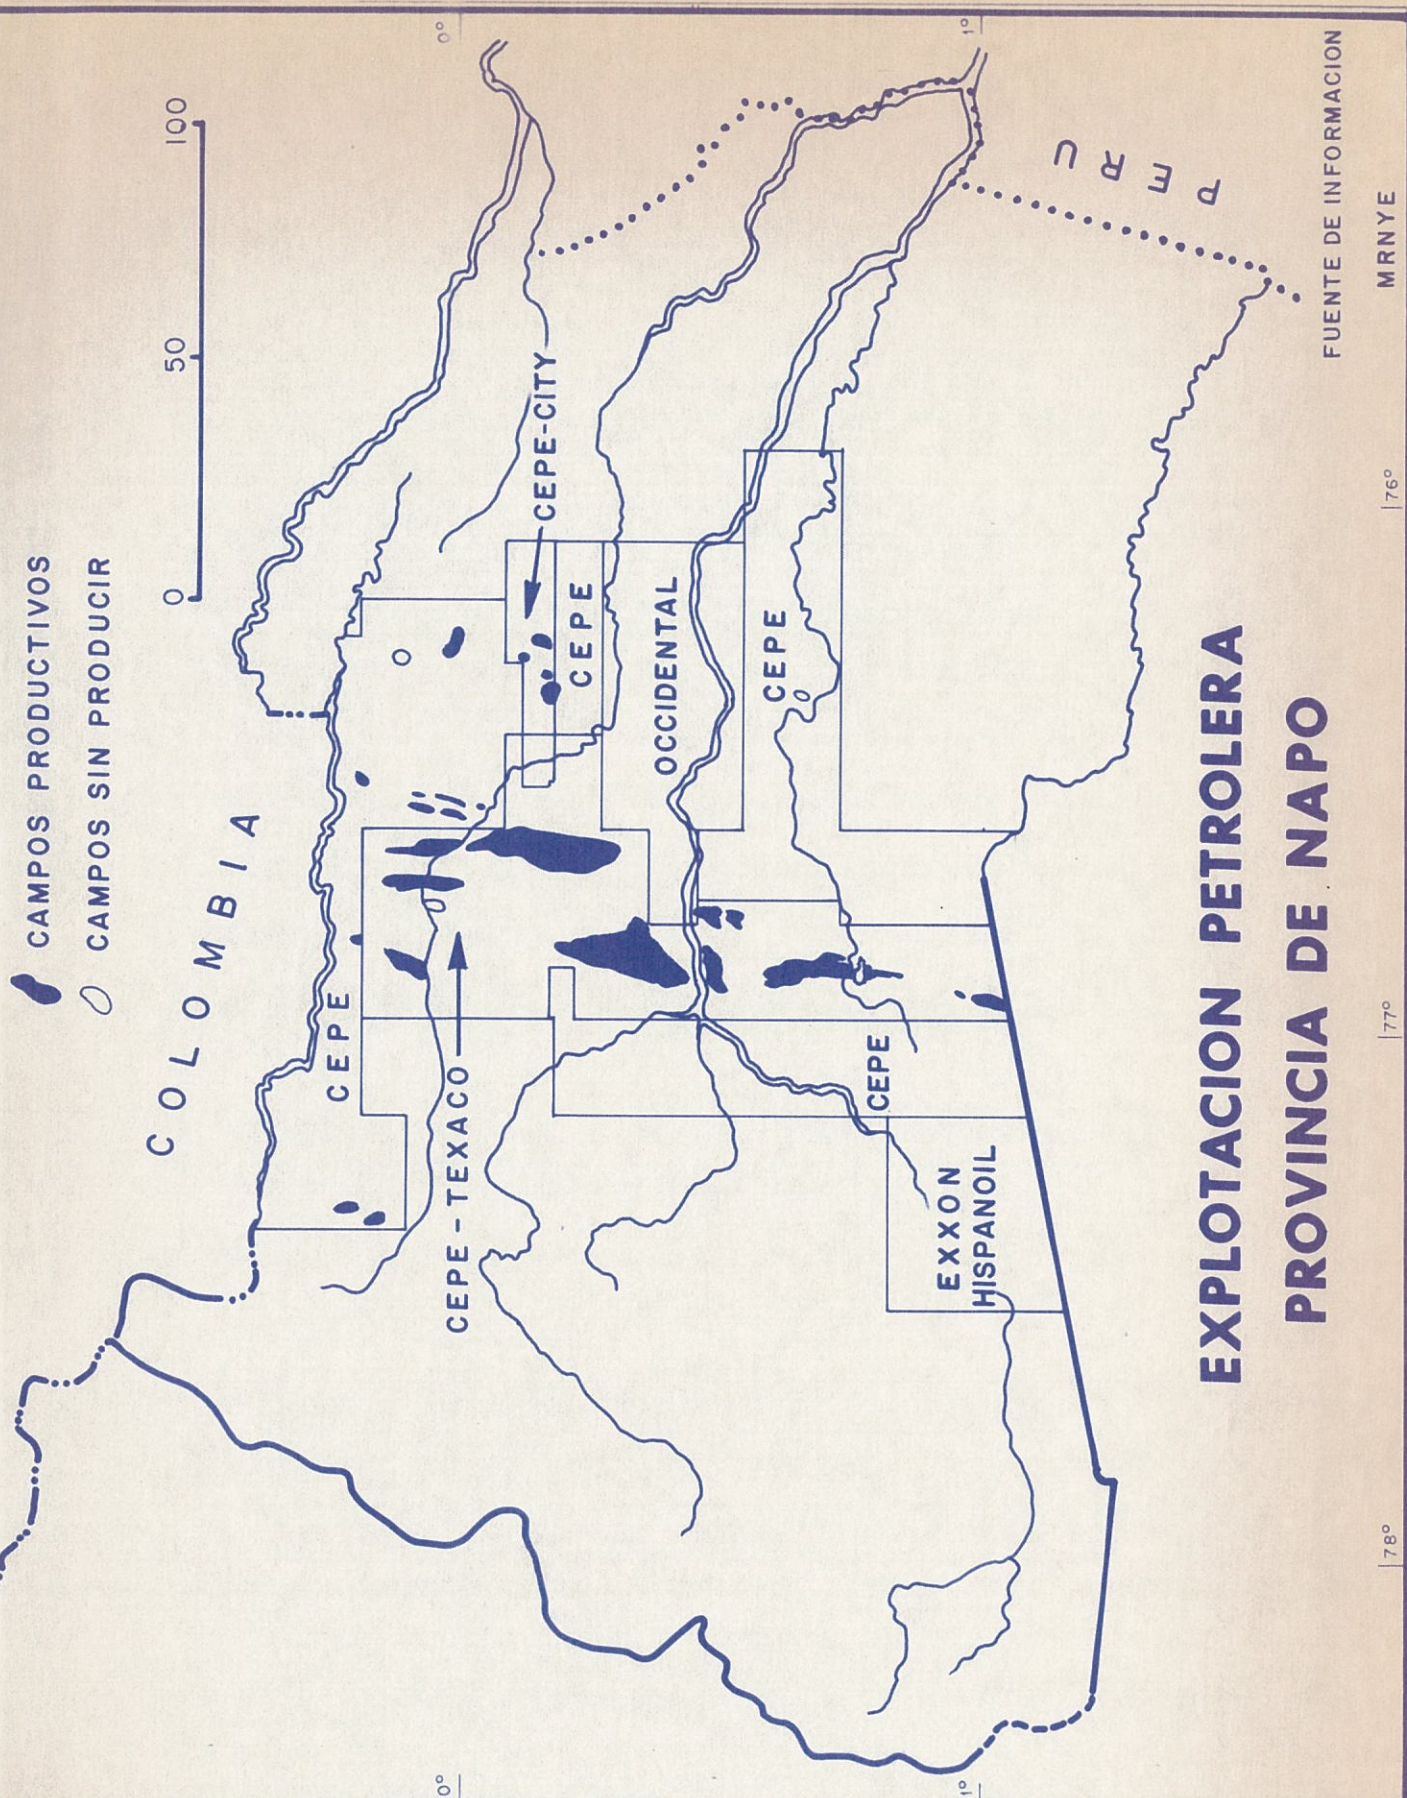 CAMPOS PRODUCTIVOS
CAMPOS SIN PRODUCIR
0 50 100
COLOMBIA
0°
0°
CEPE
CEPE-TEXACO
CEPE-CITY
CEPE
OCCIDENTAL
CEPE
CEPE
EXXON
HISPANOIL
PERU
1°
1°
EXPLOTACION PETROLERA
PROVINCIA DE NAPO
FUENTE DE INFORMACION
MRNYE
78°
77°
76°